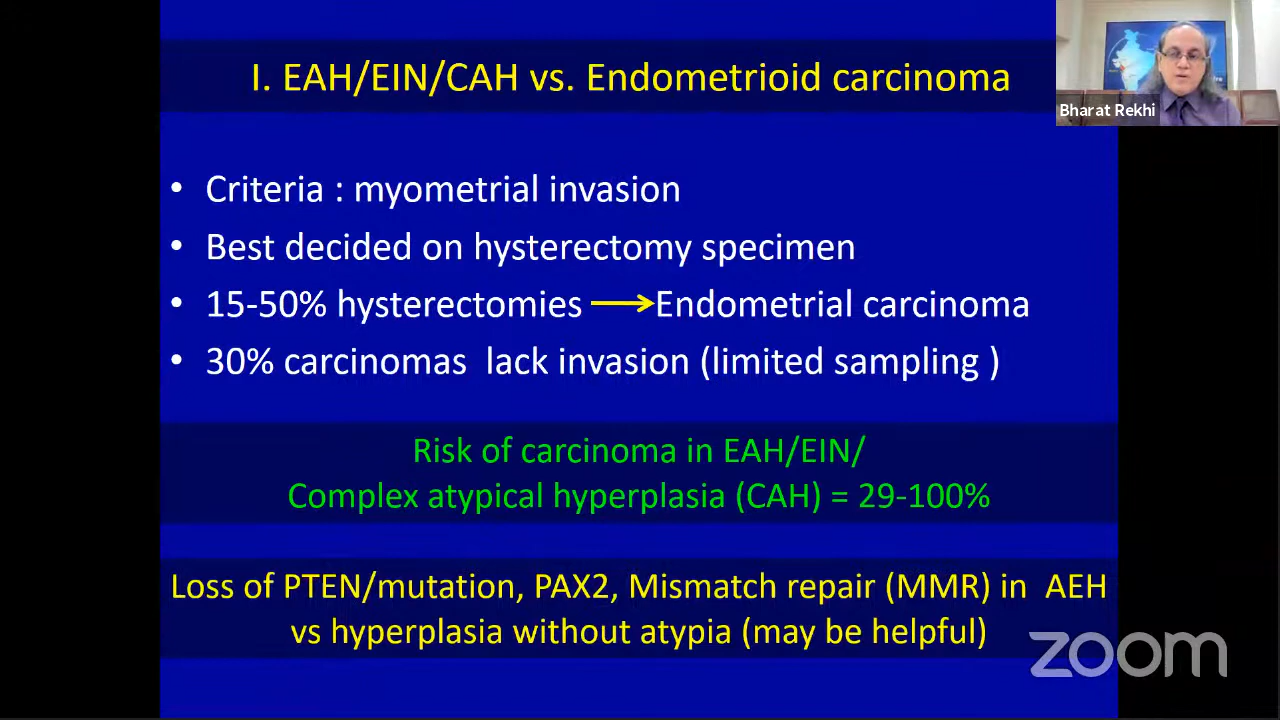 I. EAH/EIN/CAH vs. Endometrioid carcinoma
Bharat Rekhi
• Criteria : myometrial invasion
• Best decided on hysterectomy specimen
• 15-50% hysterectomies → Endometrial carcinoma
• 30% carcinomas lack invasion (limited sampling )
Risk of carcinoma in EAH/EIN/
Complex atypical hyperplasia (CAH) = 29-100%
Loss of PTEN/mutation, PAX2, Mismatch repair (MMR) in AEH
vs hyperplasia without atypia (may be helpful)
zoom